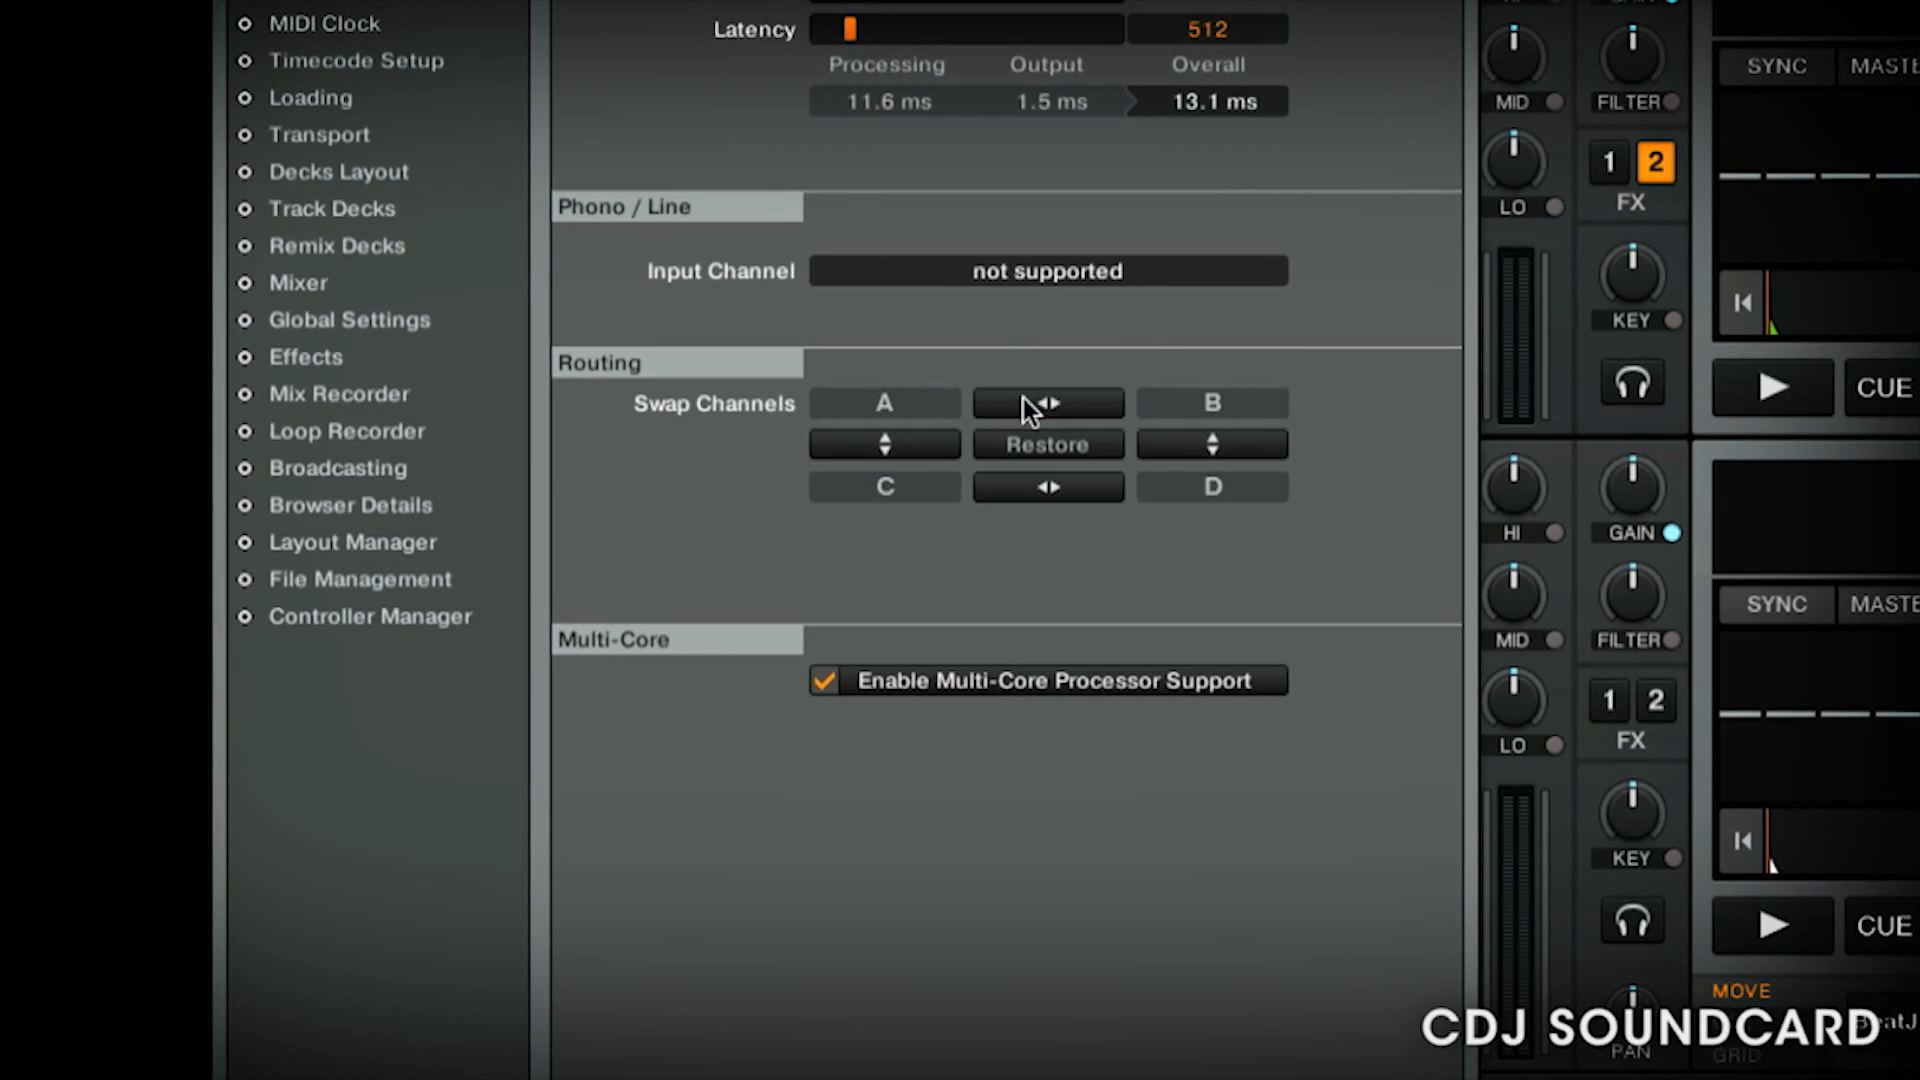 MIDI Clock
Timecode Setup
Loading
Transport
Decks Layout
Track Decks
Remix Decks
Mixer
Global Settings
Effects
Mix Recorder
Loop Recorder
Broadcasting
Browser Details
Layout Manager
File Management
Controller Manager
Latency 512
Processing Output Overall
11.6 ms 1.5 ms 13.1 ms
Phono / Line
Input Channel not supported
Routing
Swap Channels A B
Restore
C D
Multi-Core
Enable Multi-Core Processor Support
MID FILTER
LO 1 2
FX
KEY
SYNC MASTE
CUE
HI GAIN
MID FILTER
LO 1 2
FX
KEY
SYNC MASTE
CUE
MOVE
CDJ SOUNDCARD
PAN
GRID